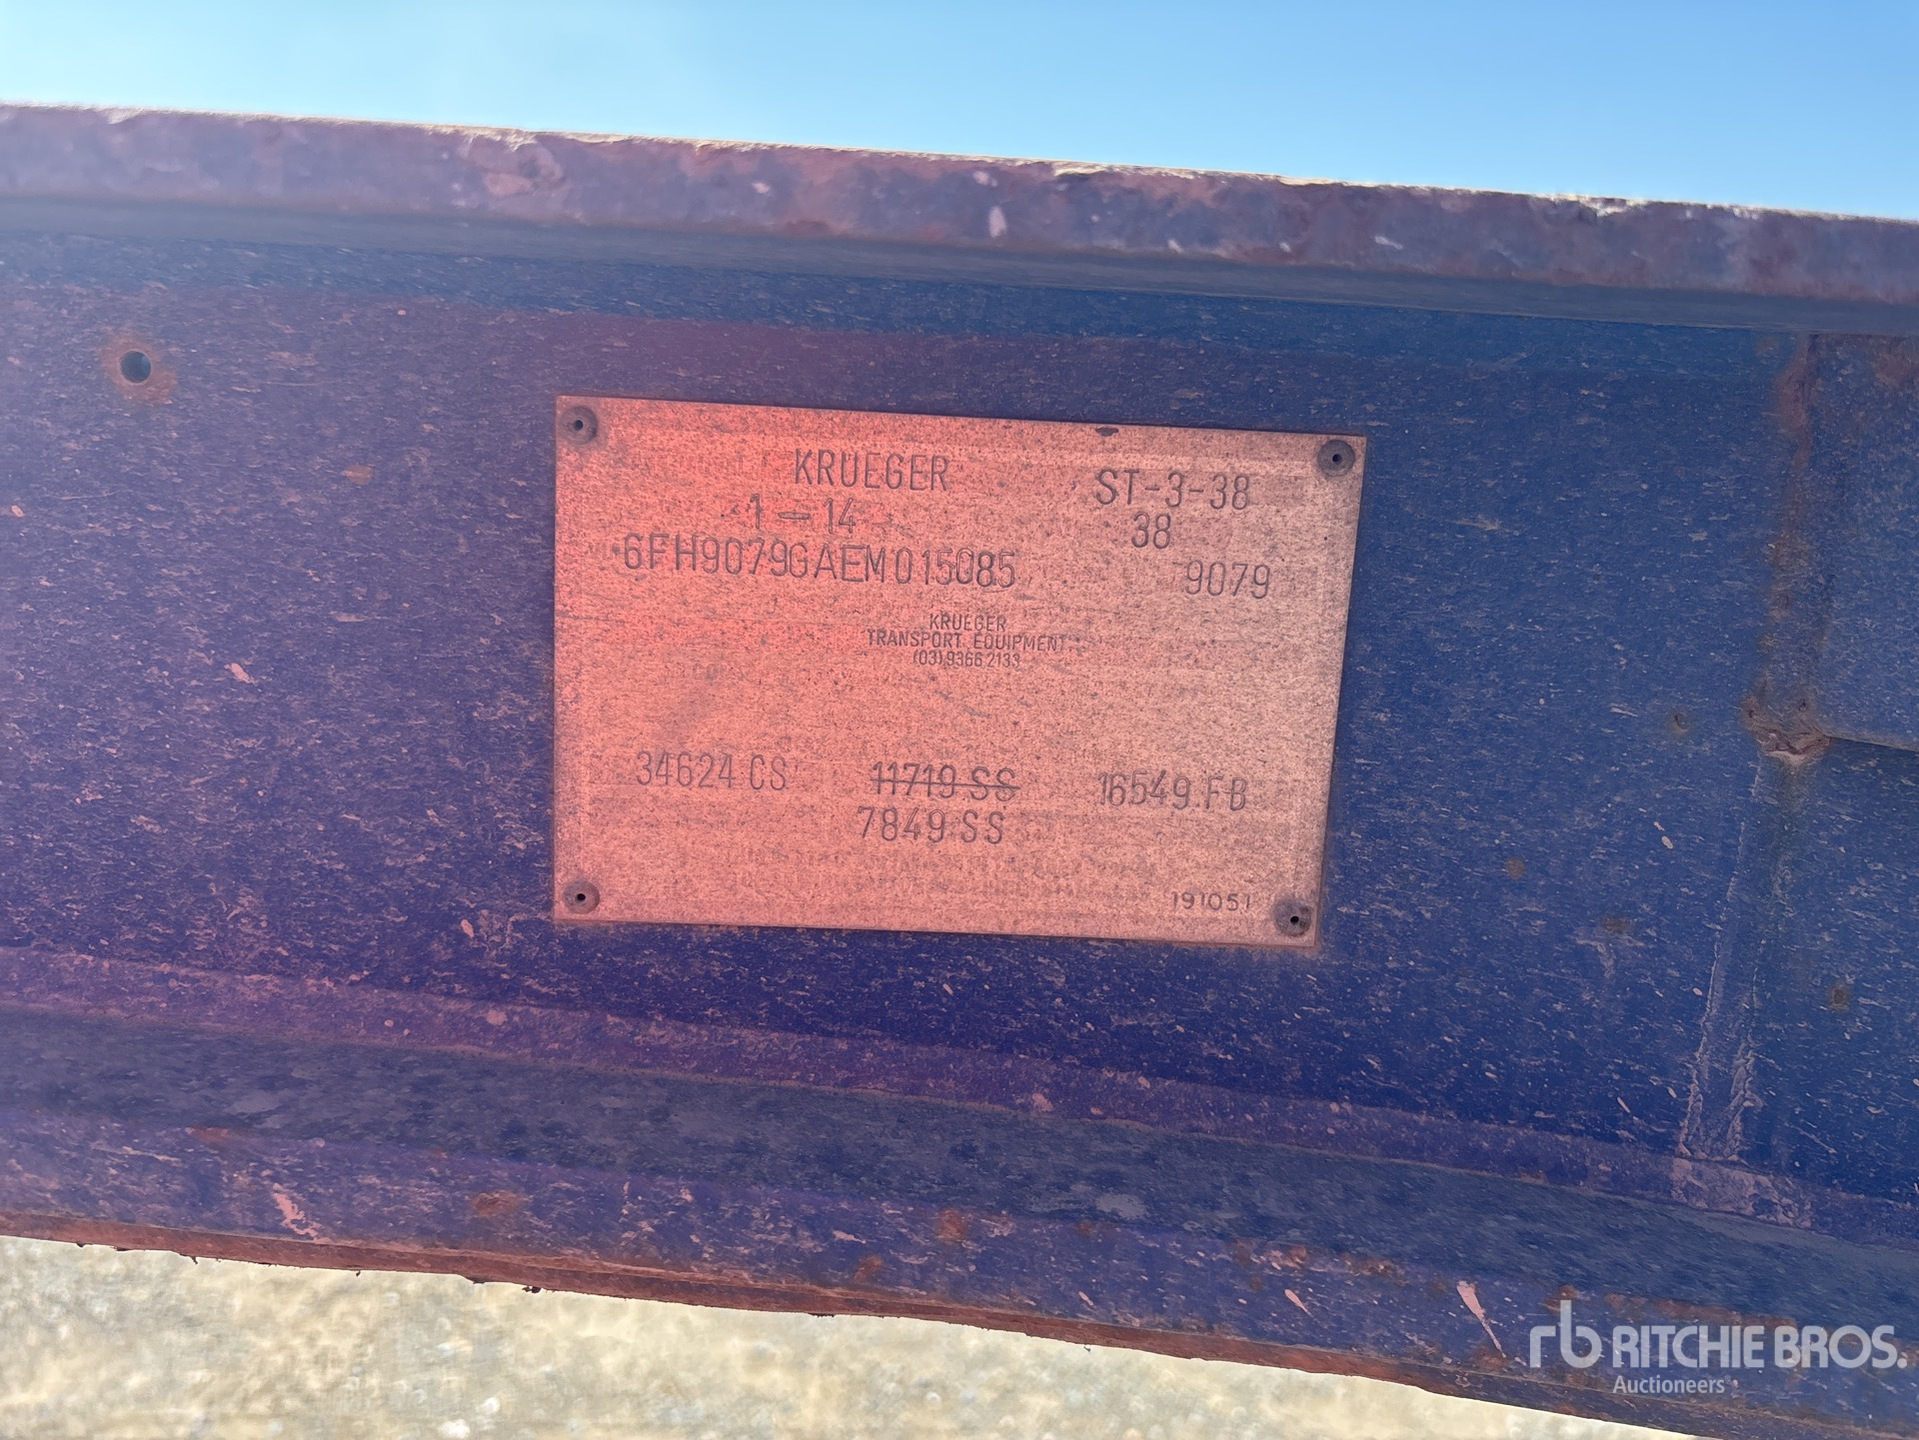 KRUEGER ST-3-38
1-14 38
6FH9079GAEM015085 9079
KRUEGER
TRANSPORT EQUIPMENT
(03) 9366 2133
34624 CS 11719 SS 16549 FB
7849 SS
191051
rb RITCHIE BROS.
Auctioneers